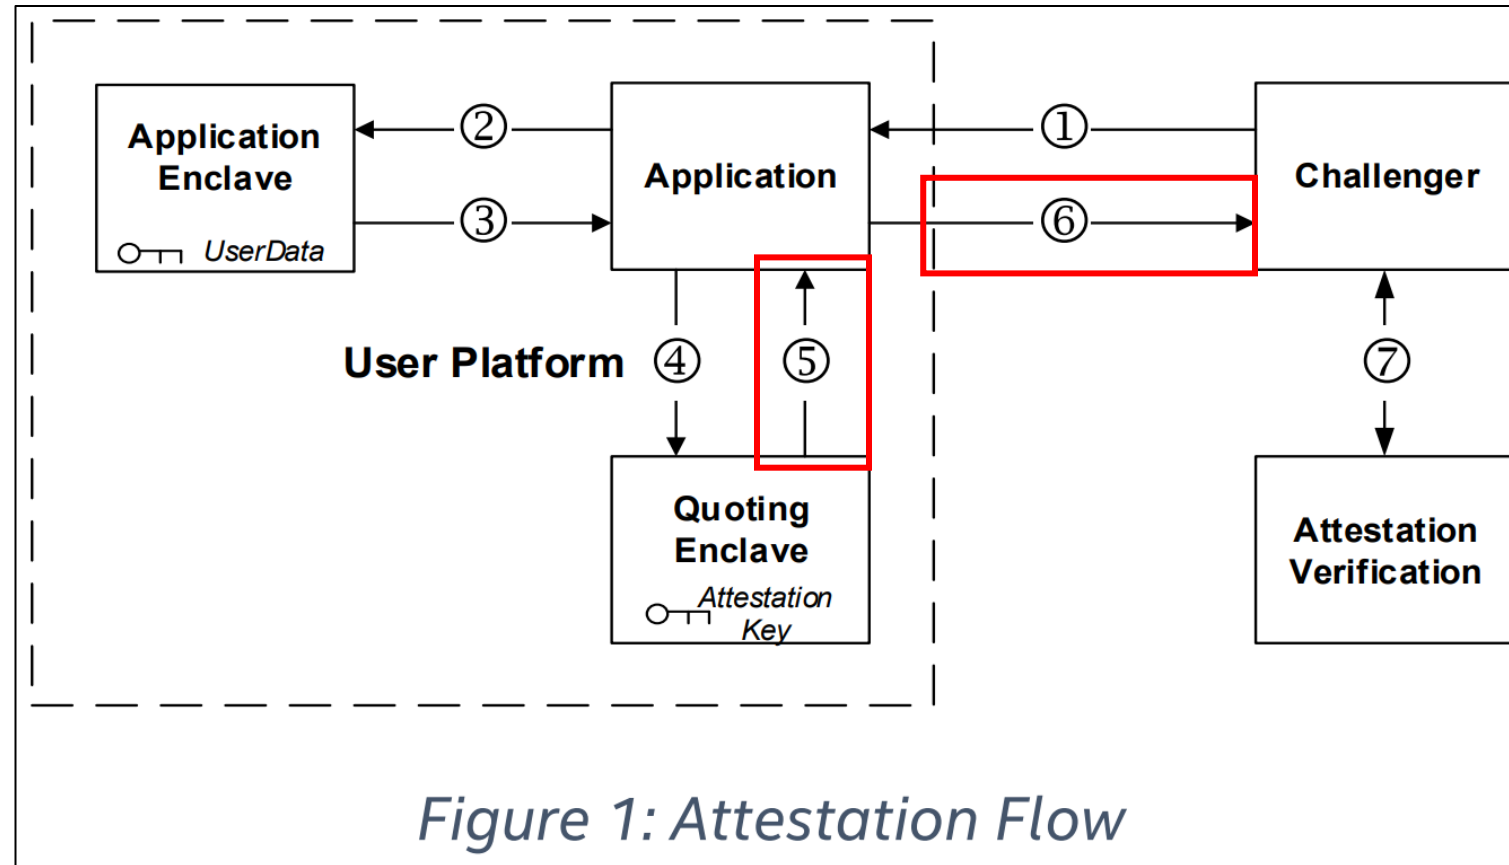 Application
Enclave
UserData
②
③
Application
①
⑥
Challenger
User Platform
④
⑤
⑦
Quoting
Enclave
Attestation
Key
Attestation
Verification
Figure 1: Attestation Flow